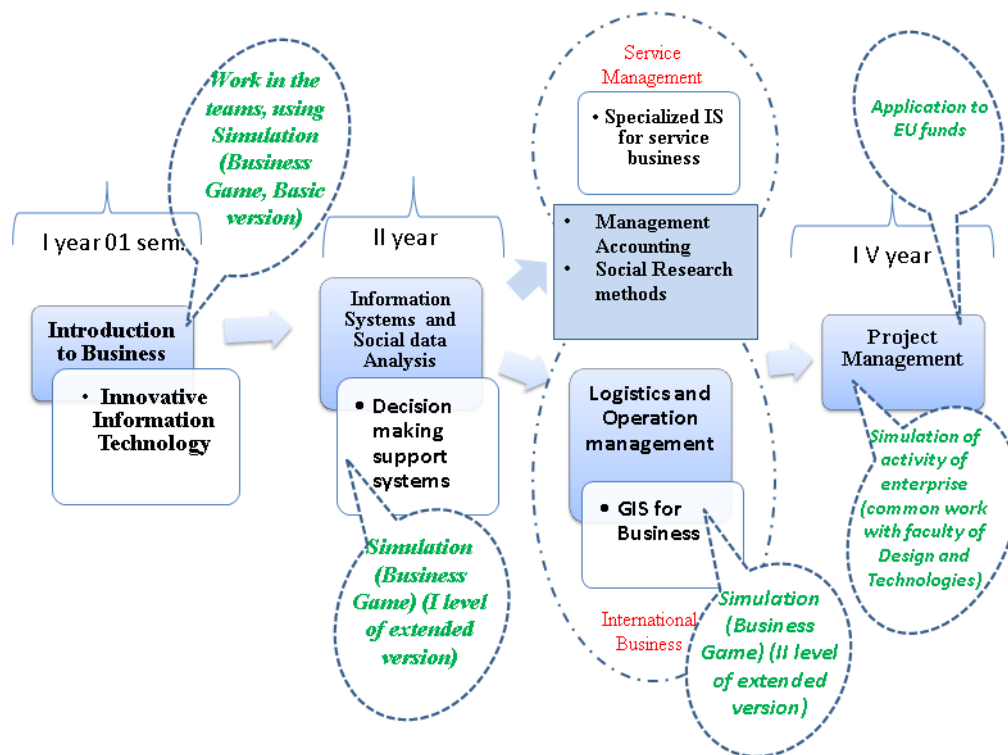 Work in the
teams, using
Simulation
(Business
Game, Basic
version)
I year 01 sem.
Introduction
to Business
• Innovative
Information
Technology
II year
Information
Systems and
Social data
Analysis
• Decision
making
support
systems
Simulation
(Business
Game) (I level
of extended
version)
Service
Management
• Specialized IS
for service
business
• Management
Accounting
• Social Research
methods
Logistics and
Operation
management
• GIS for
Business
International
Business
Simulation
(Business
Game) (II level
of extended
version)
Application to
EU funds
I V year
Project
Management
Simulation of
activity of
enterprise
(common work
with faculty of
Design and
Technologies)